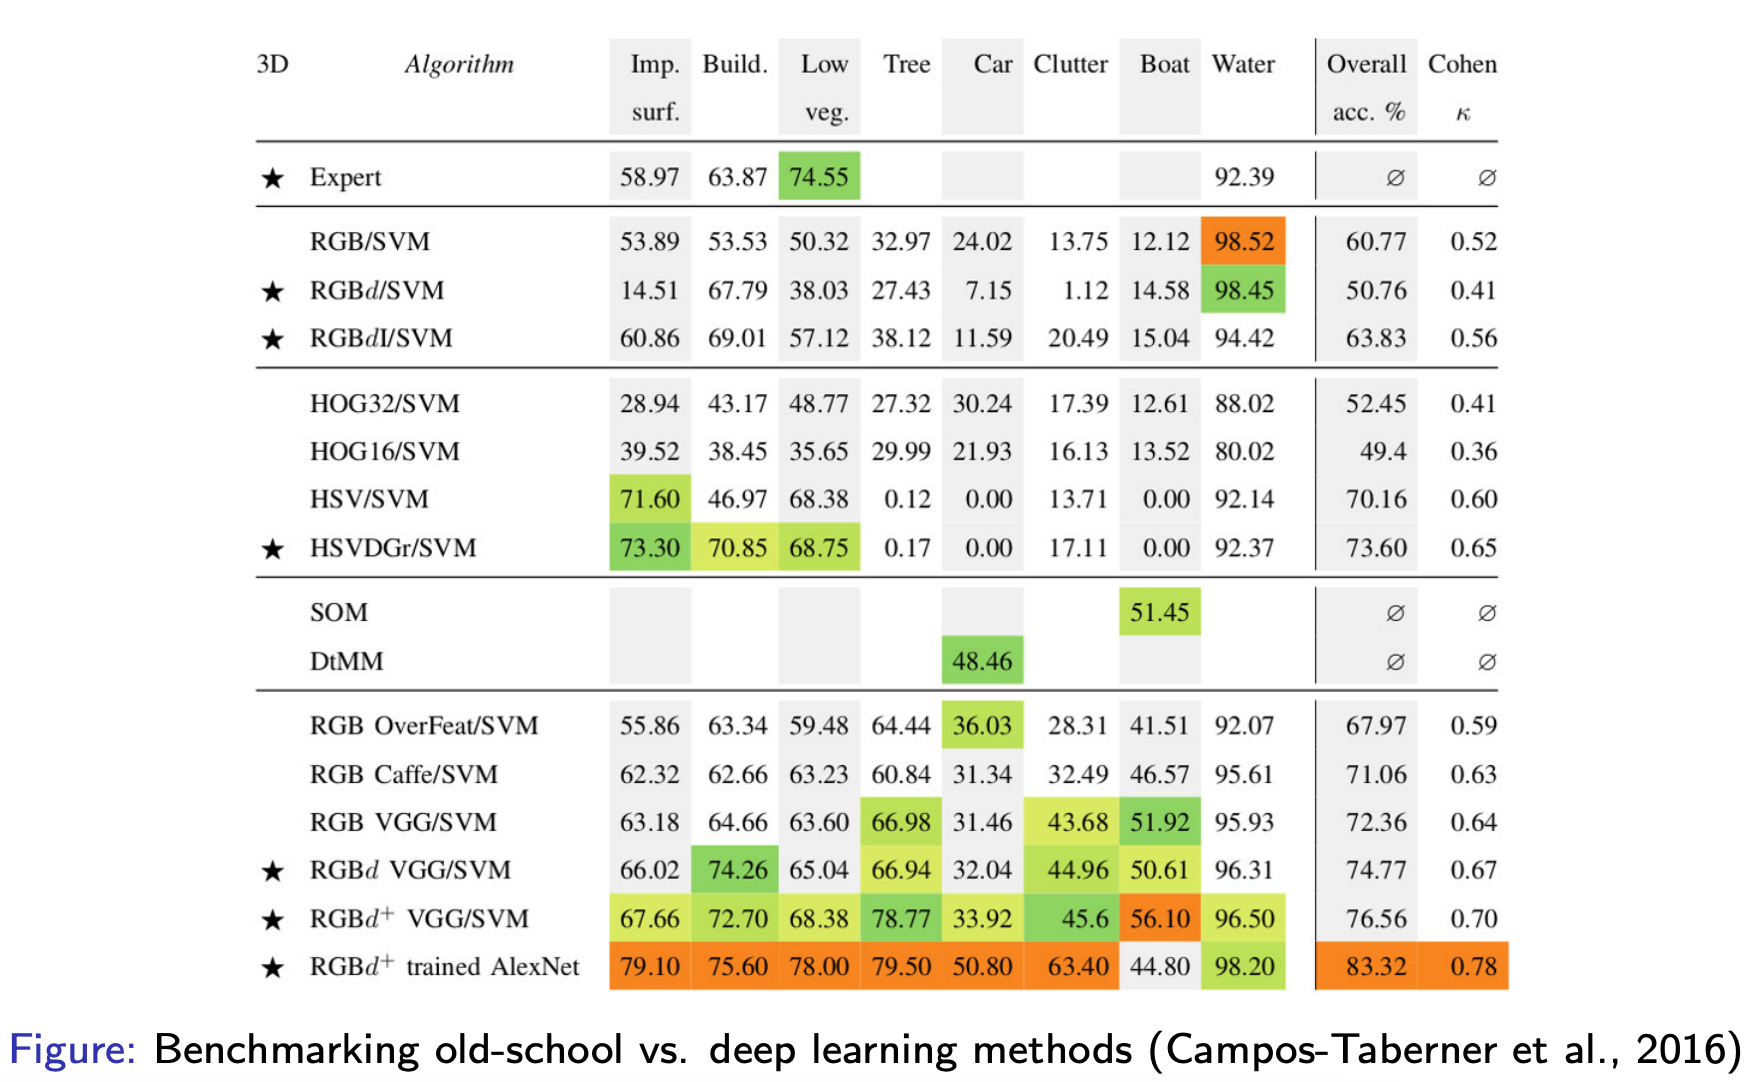 3D Algorithm Imp. Build. Low Tree Car Clutter Boat Water Overall Cohen
surf. veg. acc. % κ
★ Expert 58.97 63.87 74.55 92.39 ∅ ∅
RGB/SVM 53.89 53.53 50.32 32.97 24.02 13.75 12.12 98.52 60.77 0.52
★ RGBd/SVM 14.51 67.79 38.03 27.43 7.15 1.12 14.58 98.45 50.76 0.41
★ RGBdI/SVM 60.86 69.01 57.12 38.12 11.59 20.49 15.04 94.42 63.83 0.56
HOG32/SVM 28.94 43.17 48.77 27.32 30.24 17.39 12.61 88.02 52.45 0.41
HOG16/SVM 39.52 38.45 35.65 29.99 21.93 16.13 13.52 80.02 49.4 0.36
HSV/SVM 71.60 46.97 68.38 0.12 0.00 13.71 0.00 92.14 70.16 0.60
★ HSVDGr/SVM 73.30 70.85 68.75 0.17 0.00 17.11 0.00 92.37 73.60 0.65
SOM 51.45 ∅ ∅
DtMM 48.46 ∅ ∅
RGB OverFeat/SVM 55.86 63.34 59.48 64.44 36.03 28.31 41.51 92.07 67.97 0.59
RGB Caffe/SVM 62.32 62.66 63.23 60.84 31.34 32.49 46.57 95.61 71.06 0.63
RGB VGG/SVM 63.18 64.66 63.60 66.98 31.46 43.68 51.92 95.93 72.36 0.64
★ RGBd VGG/SVM 66.02 74.26 65.04 66.94 32.04 44.96 50.61 96.31 74.77 0.67
★ RGBd⁺ VGG/SVM 67.66 72.70 68.38 78.77 33.92 45.6 56.10 96.50 76.56 0.70
★ RGBd⁺ trained AlexNet 79.10 75.60 78.00 79.50 50.80 63.40 44.80 98.20 83.32 0.78
Figure: Benchmarking old-school vs. deep learning methods (Campos-Taberner et al., 2016)